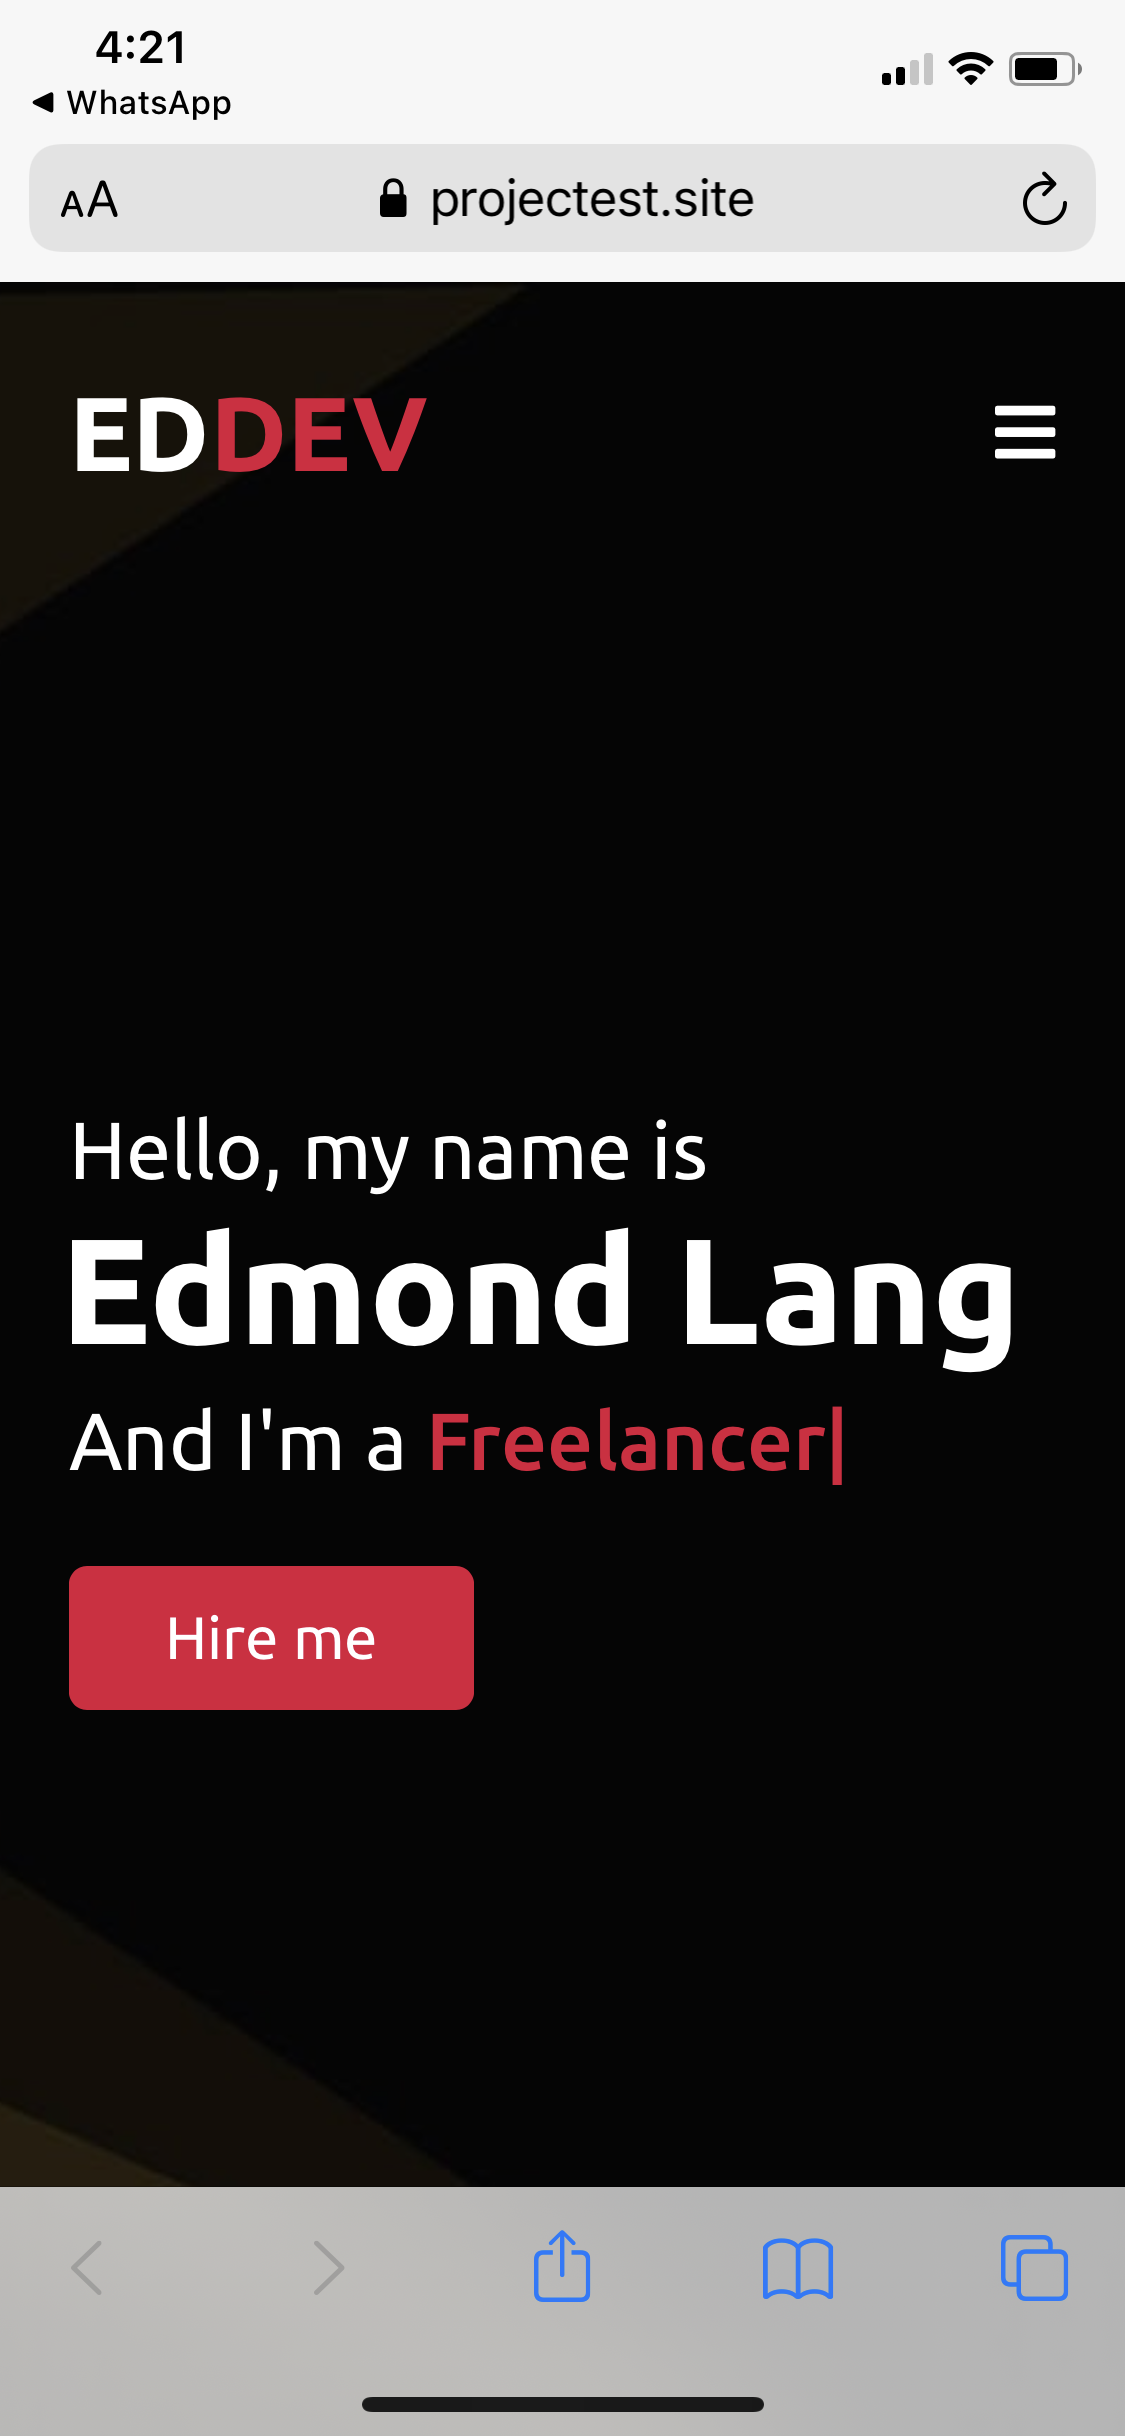 4:21
WhatsApp
AA projectest.site
EDDEV
Hello, my name is
Edmond Lang
And I'm a Freelancer|
Hire me